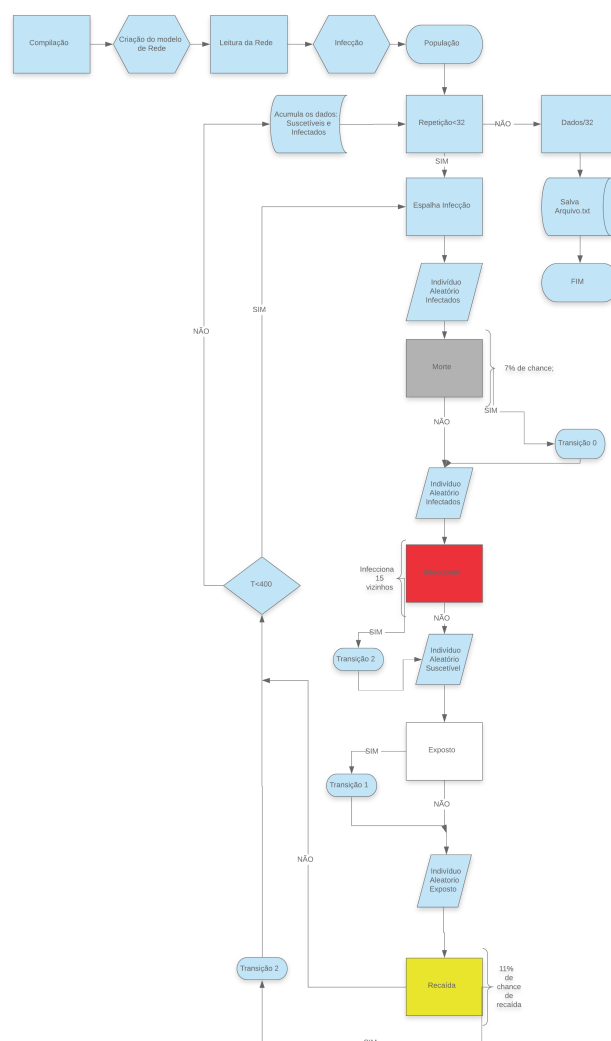 Compilação
Criação do modelo
de Rede
Leitura da Rede
Infecção
População
Acumula os dados:
Suscetíveis e
Infectados
Repetição<32
NÃO
Dados/32
SIM
Espalha Infecção
Salva
Arquivo.txt
FIM
Indivíduo
Aleatório
Infectados
SIM
NÃO
Morte
7% de chance;
SIM
NÃO
Transição 0
Indivíduo
Aleatório
Infectados
Infecciona
15
vizinhos
T<400
NÃO
SIM
Indivíduo
Aleatório
Suscetível
Transição 2
Exposto
SIM
Transição 1
NÃO
NÃO
Indivíduo
Aleatorio
Exposto
Transição 2
Recaída
11%
de
chance
de
recaída
SIM